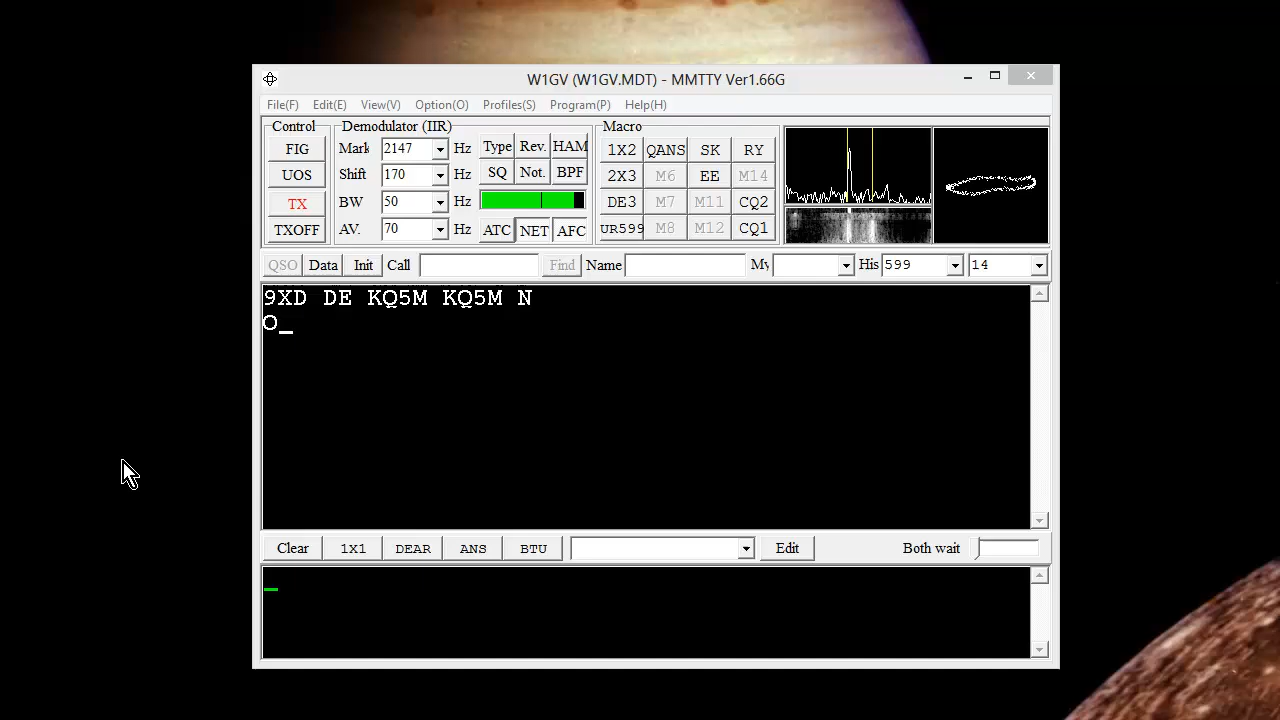 W1GV (W1GV.MDT) - MMTTY Ver1.66G
File(F) Edit(E) View(V) Option(O) Profiles(S) Program(P) Help(H)
Control
FIG
UOS
TX
TXOFF
Demodulator (IIR)
Mark 2147 Hz
Shift 170 Hz
BW 50 Hz
AV. 70 Hz
Type Rev. HAM
SQ Not. BPF
ATC NET AFC
Macro
1X2 QANS SK RY
2X3 M6 EE M14
DE3 M7 M11 CQ2
UR599 M8 M12 CQ1
QSO Data Init Call Find Name My His 599 14
9XD DE KQ5M KQ5M N
O_
Clear 1X1 DEAR ANS BTU Edit Both wait